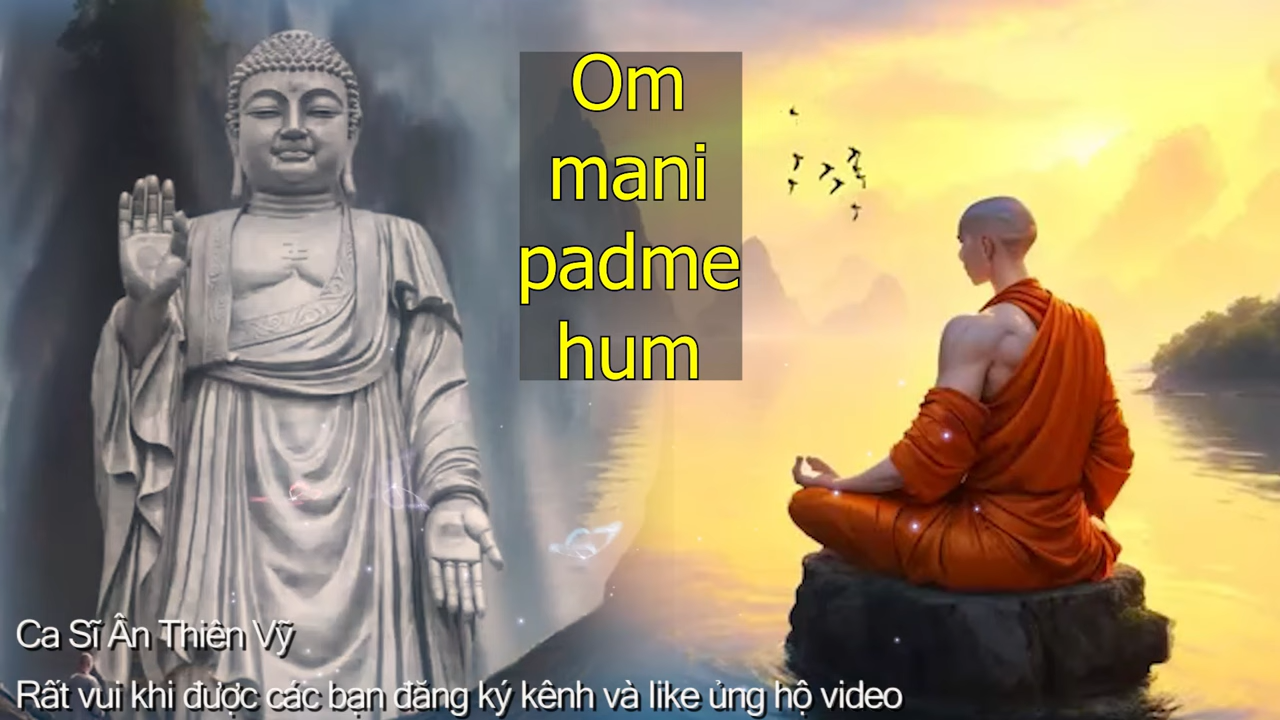 Om
mani
padme
hum
Ca Sĩ Ân Thiên Vỹ
Rất vui khi được các bạn đăng ký kênh và like ủng hộ video